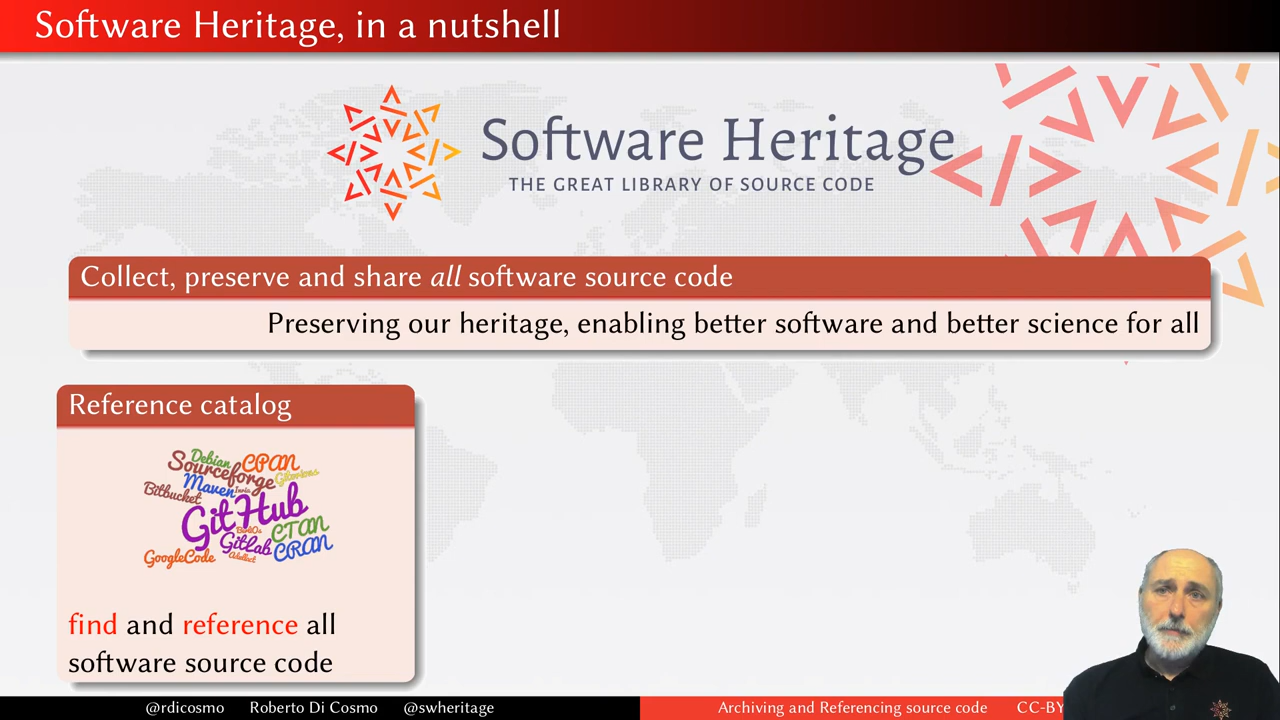 Software Heritage, in a nutshell
Software Heritage
THE GREAT LIBRARY OF SOURCE CODE
Collect, preserve and share all software source code
Preserving our heritage, enabling better software and better science for all
Reference catalog
Debian
CPAN
Sourceforge
Gitorious
Maven
Inria
Bitbucket
GitHub
CTAN
GitLab
CRAN
GoogleCode
find and reference all
software source code
@rdicosmo Roberto Di Cosmo @swheritage
Archiving and Referencing source code CC-BY